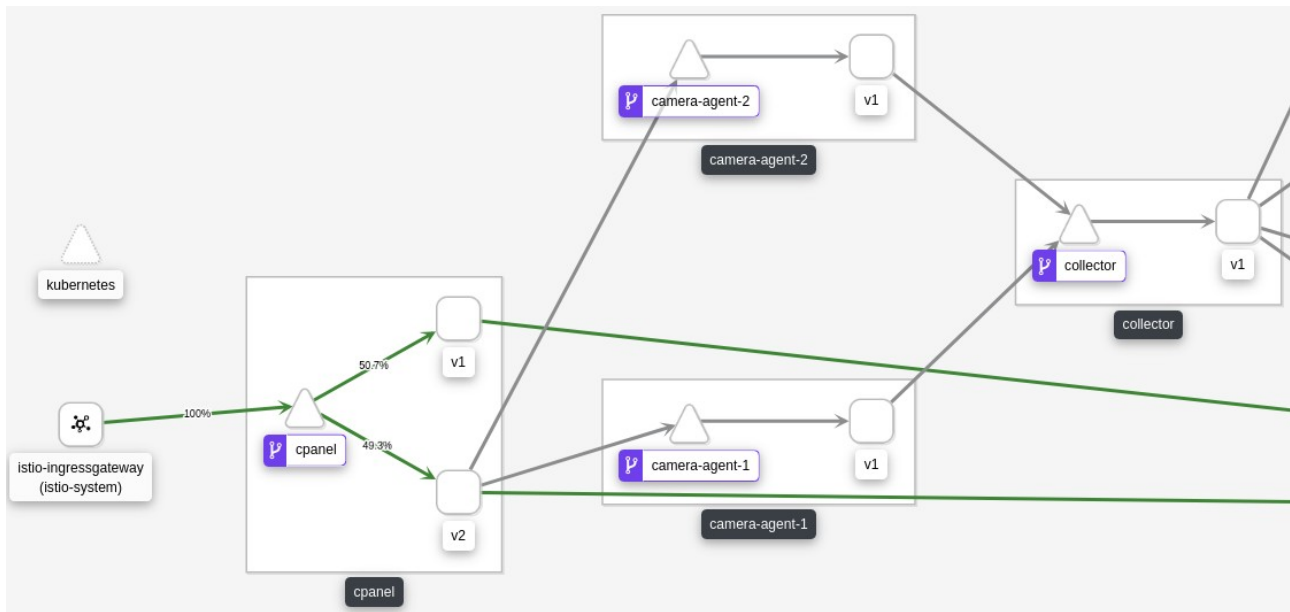 camera-agent-2
v1
camera-agent-2
collector
v1
collector
kubernetes
50.7%
v1
100%
cpanel
49.3%
istio-ingressgateway
(istio-system)
v2
cpanel
camera-agent-1
v1
camera-agent-1